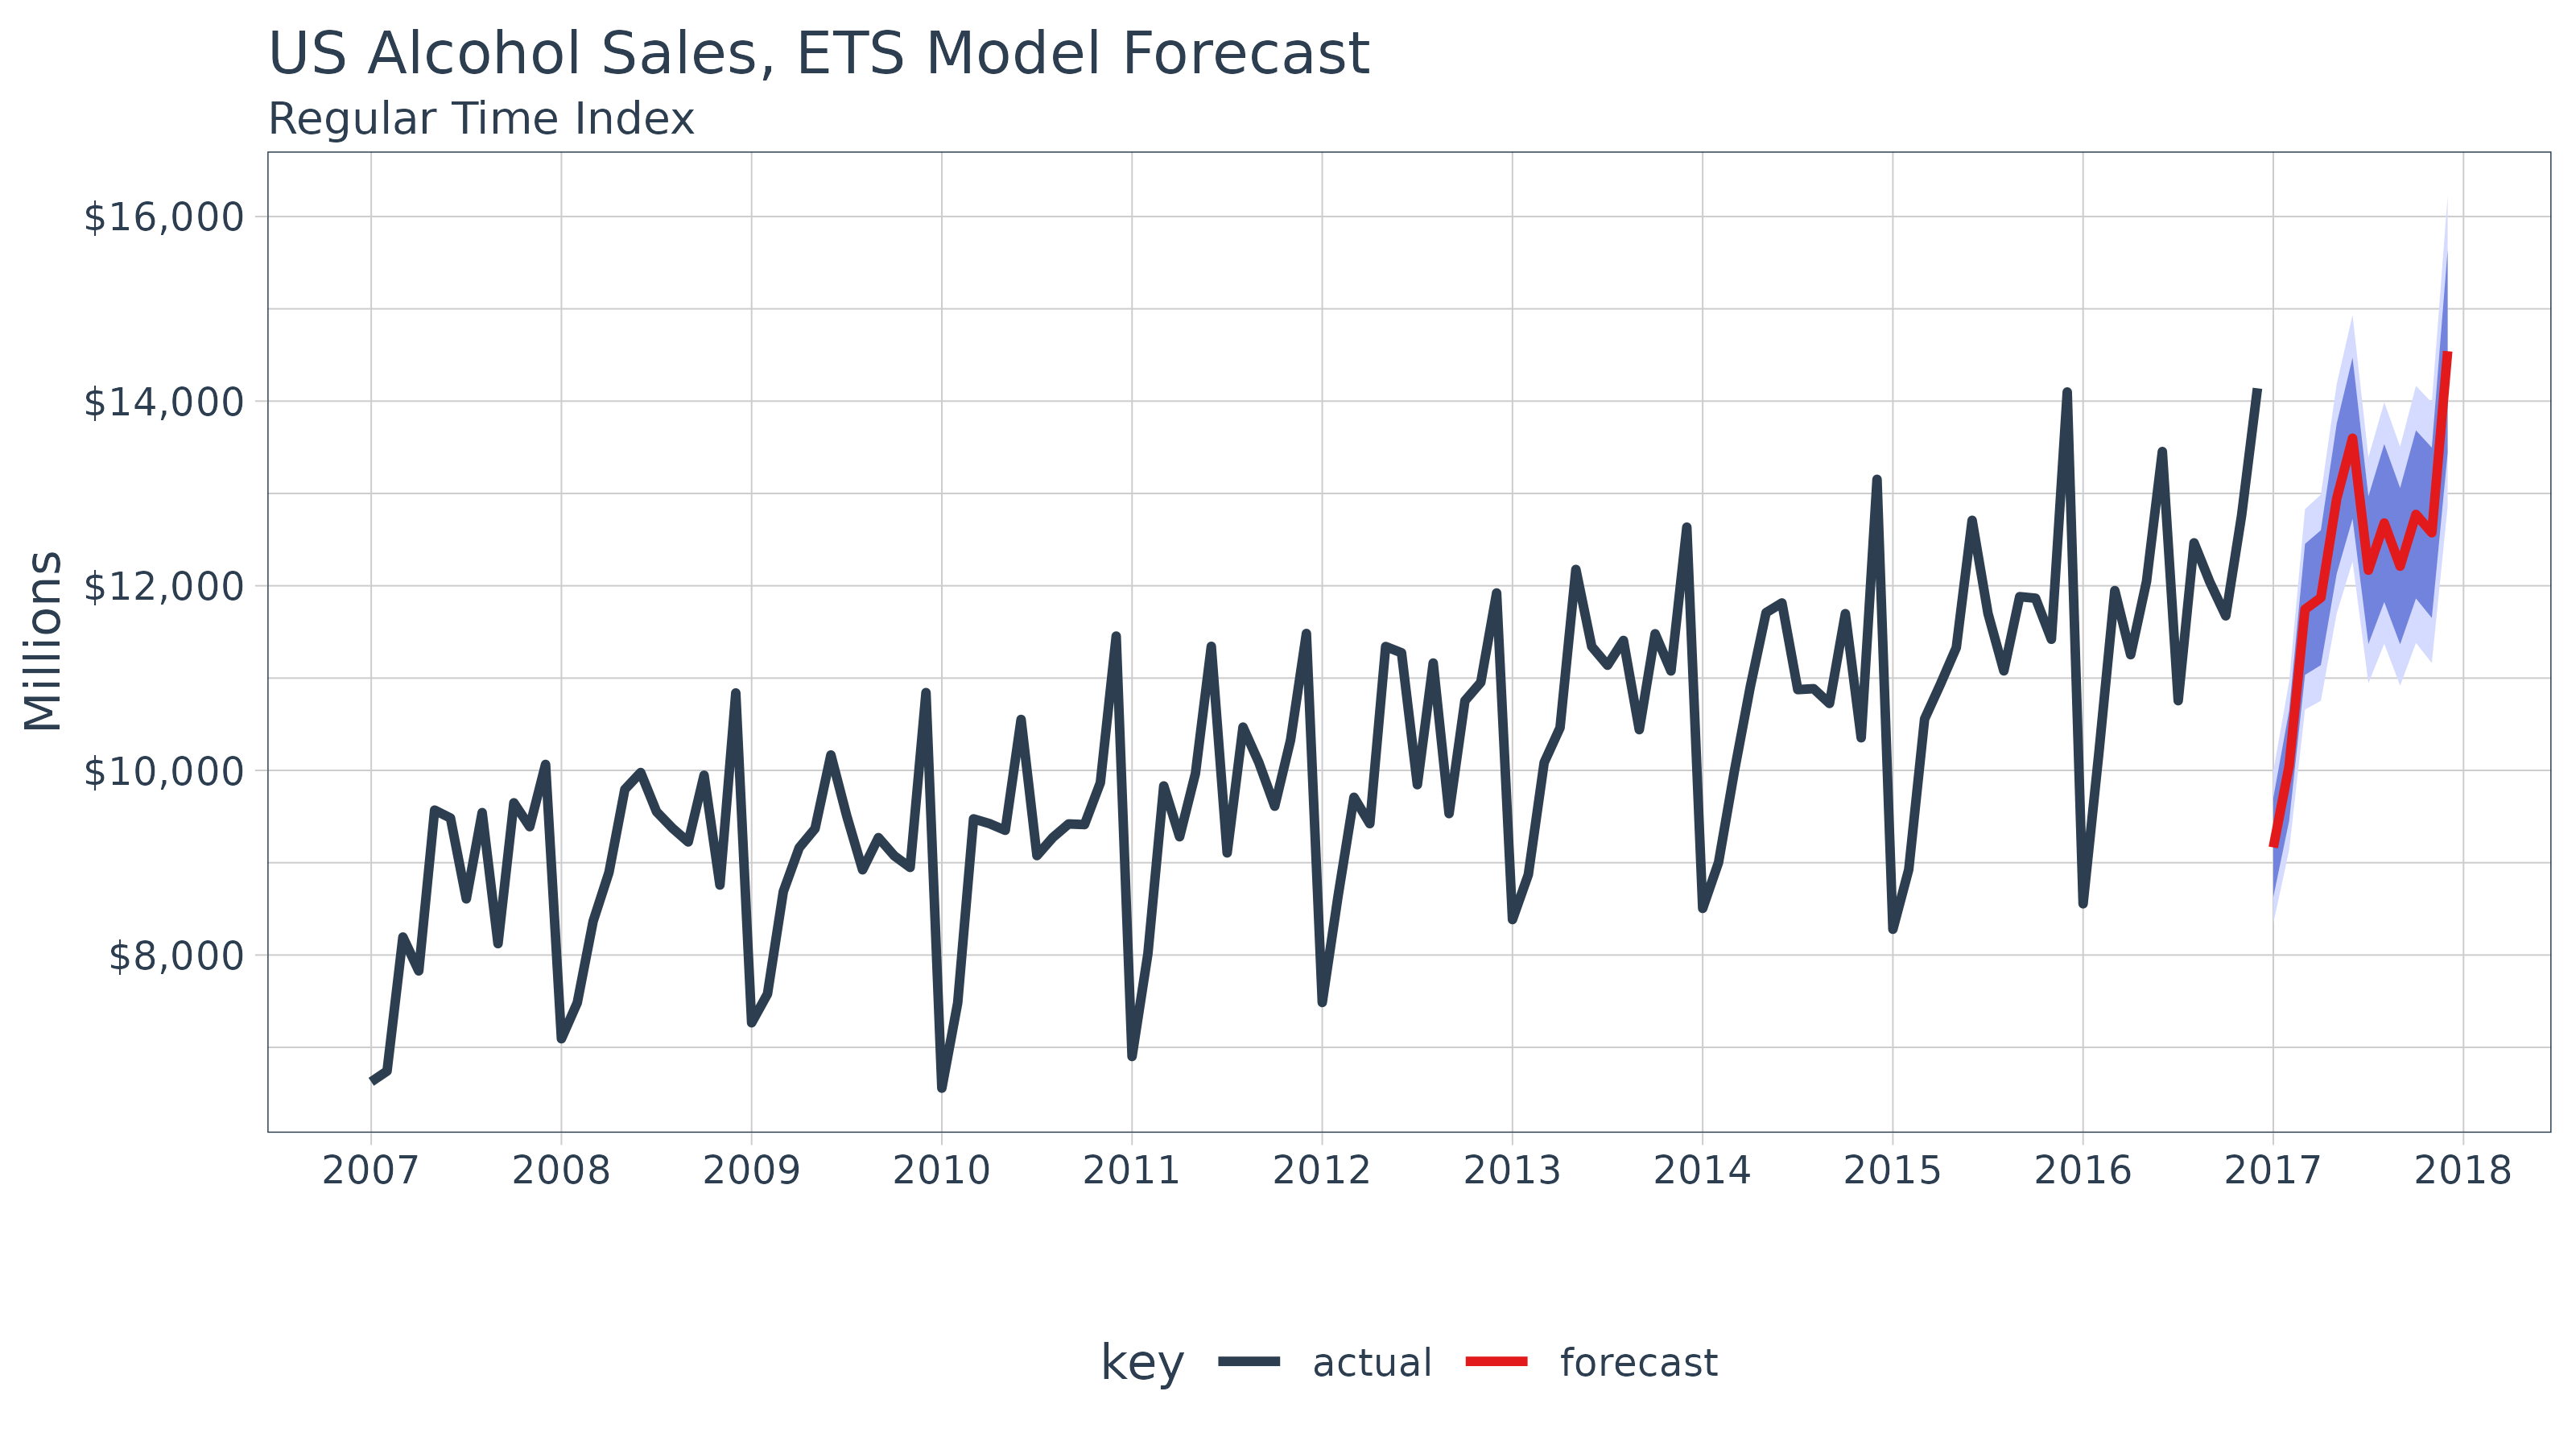 US Alcohol Sales, ETS Model Forecast
Regular Time Index
Millions
$16,000
$14,000
$12,000
$10,000
$8,000
2007 2008 2009 2010 2011 2012 2013 2014 2015 2016 2017 2018
key actual forecast